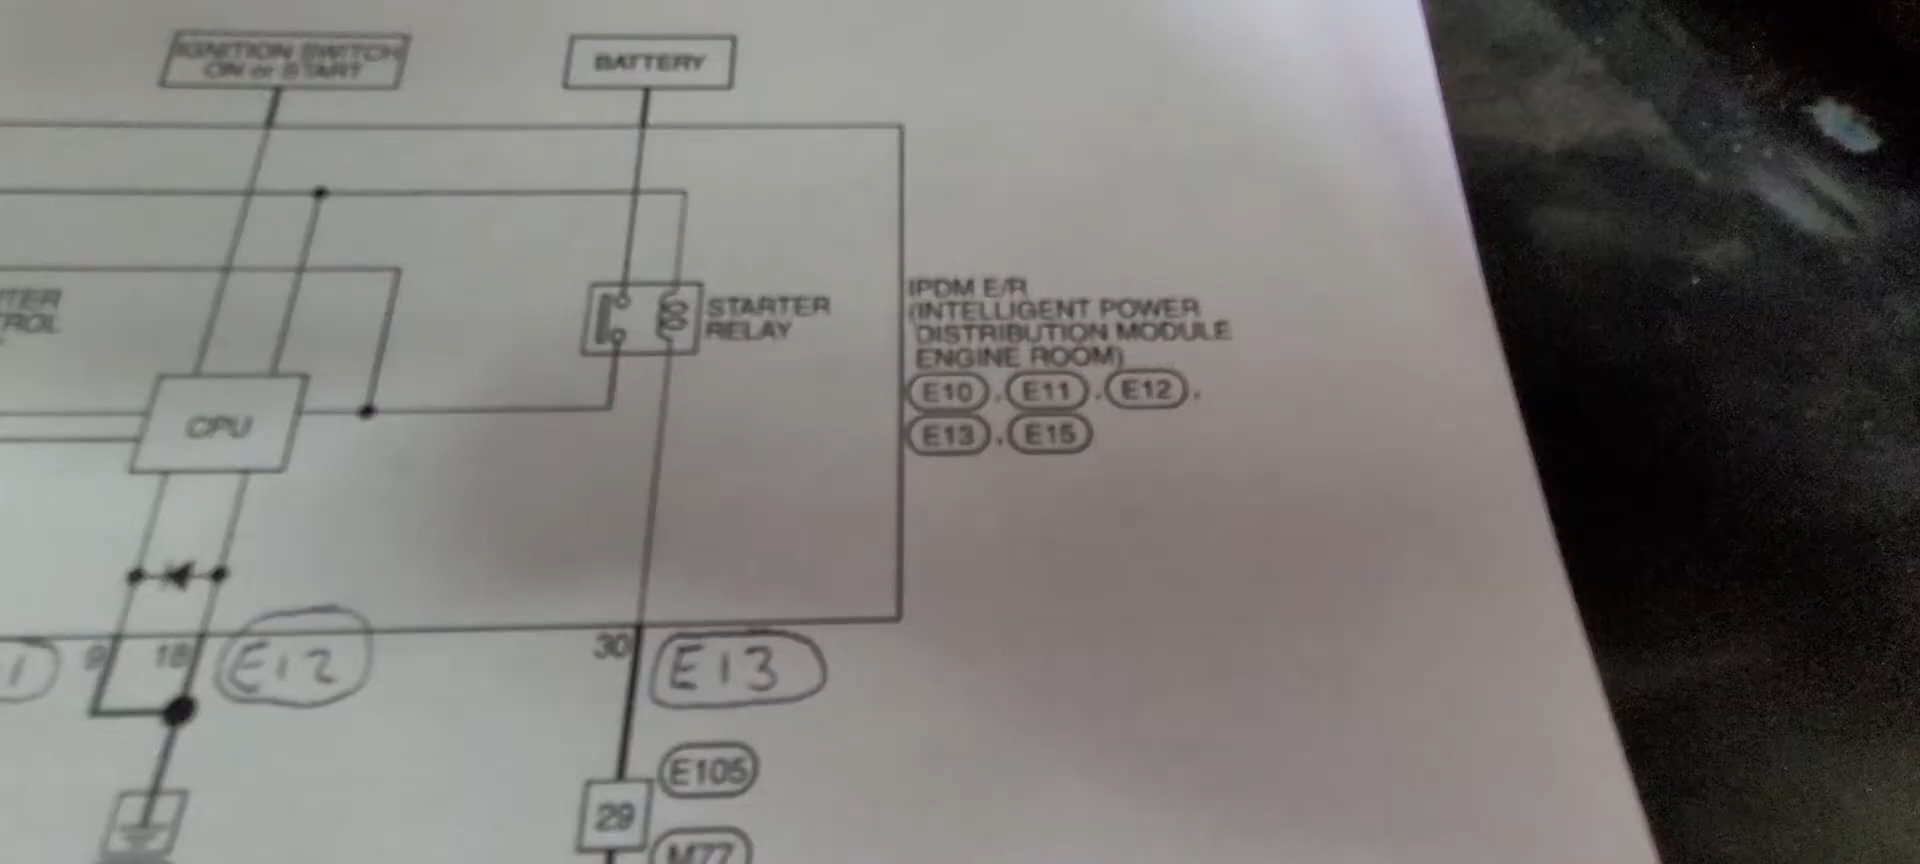 IGNITION SWITCH
ON or START
BATTERY
STARTER
RELAY
IPDM E/R
(INTELLIGENT POWER
DISTRIBUTION MODULE
ENGINE ROOM)
E10, E11, E12,
E13, E15
CPU
9 18 E12
30 E13
E105
29
M77